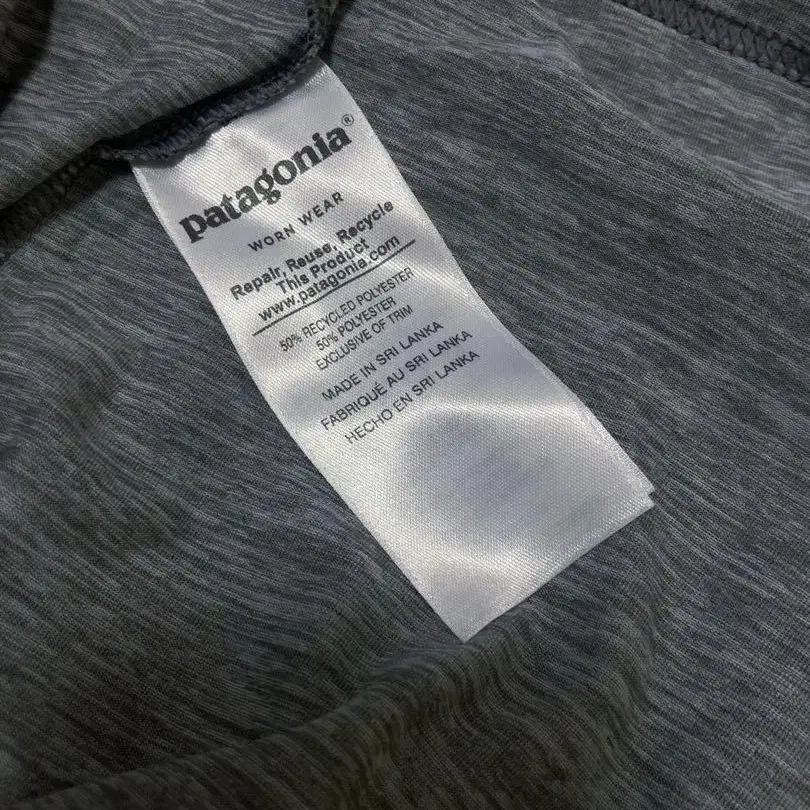 patagonia®
WORN WEAR
Repair, Reuse, Recycle
This Product
www.patagonia.com
50% RECYCLED POLYESTER
50% POLYESTER
EXCLUSIVE OF TRIM
MADE IN SRI LANKA
FABRIQUÉ AU SRI LANKA
HECHO EN SRI LANKA